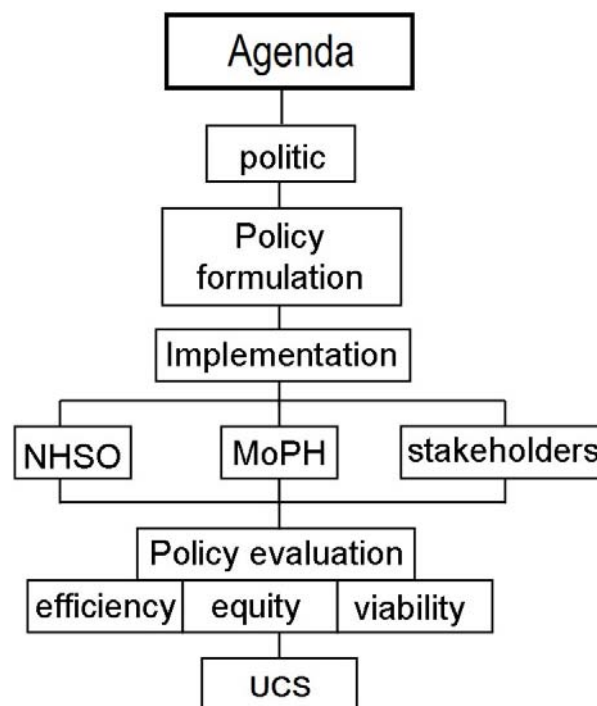 Agenda
politic
Policy
formulation
Implementation
NHSO MoPH stakeholders
Policy evaluation
efficiency equity viability
UCS